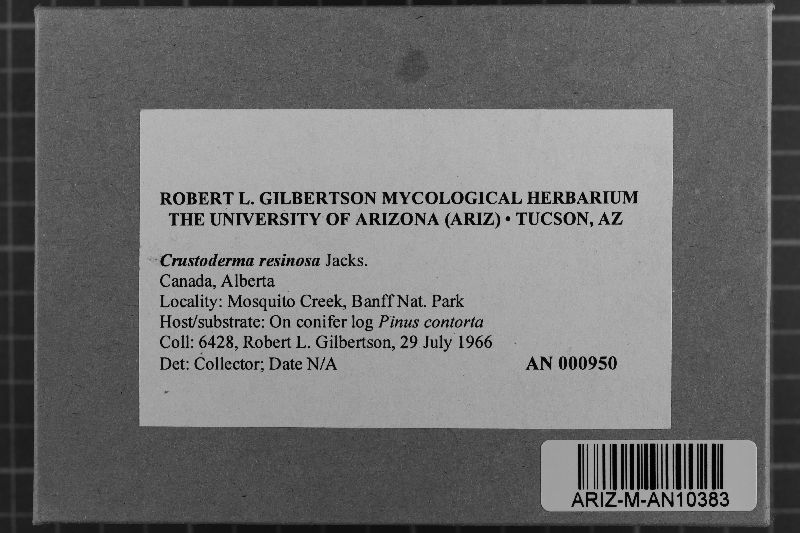 ROBERT L. GILBERTSON MYCOLOGICAL HERBARIUM
THE UNIVERSITY OF ARIZONA (ARIZ) • TUCSON, AZ
Crustoderma resinosa Jacks.
Canada, Alberta
Locality: Mosquito Creek, Banff Nat. Park
Host/substrate: On conifer log Pinus contorta
Coll: 6428, Robert L. Gilbertson, 29 July 1966
Det: Collector; Date N/A AN 000950
ARIZ-M-AN10383